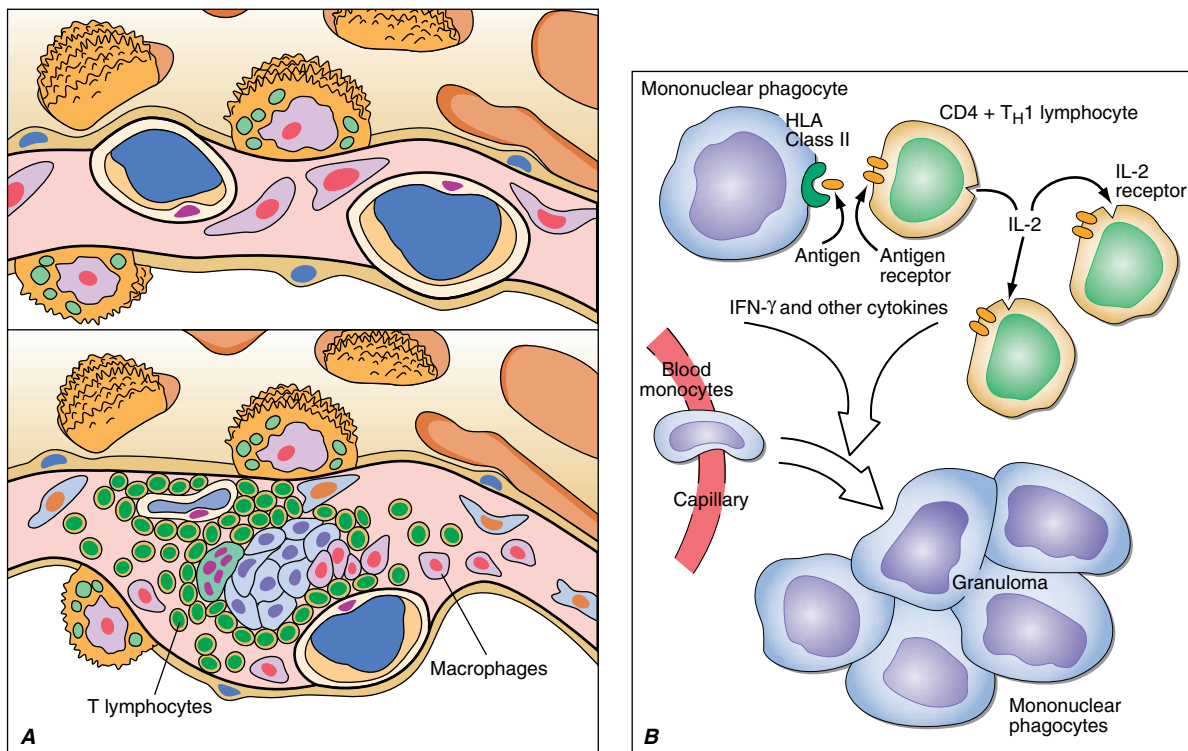 T lymphocytes
Macrophages
A
Mononuclear phagocyte
HLA
Class II
CD4 + TH1 lymphocyte
IL-2
receptor
IL-2
Antigen
Antigen
receptor
IFN-γ and other cytokines
Blood
monocytes
Capillary
Granuloma
Mononuclear
phagocytes
B